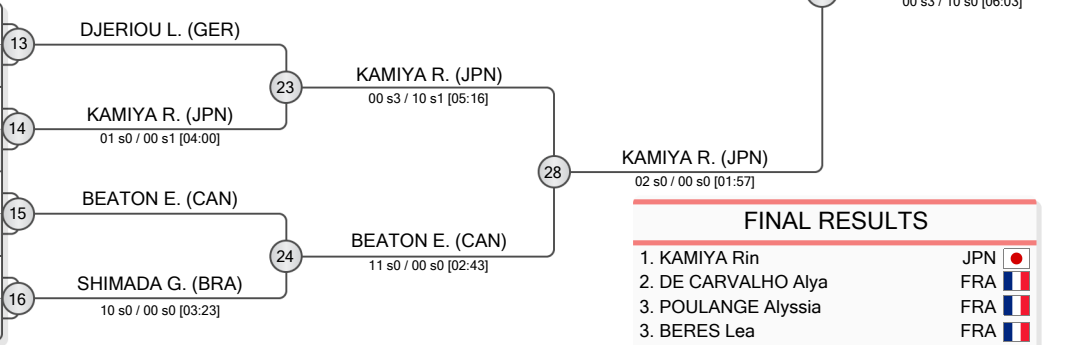 00 s3 / 10 s0 [06:03]
13
DJERIOU L. (GER)
23
KAMIYA R. (JPN)
00 s3 / 10 s1 [05:16]
14
KAMIYA R. (JPN)
01 s0 / 00 s1 [04:00]
28
KAMIYA R. (JPN)
02 s0 / 00 s0 [01:57]
15
BEATON E. (CAN)
24
BEATON E. (CAN)
11 s0 / 00 s0 [02:43]
16
SHIMADA G. (BRA)
10 s0 / 00 s0 [03:23]
FINAL RESULTS
1. KAMIYA Rin JPN
2. DE CARVALHO Alya FRA
3. POULANGE Alyssia FRA
3. BERES Lea FRA